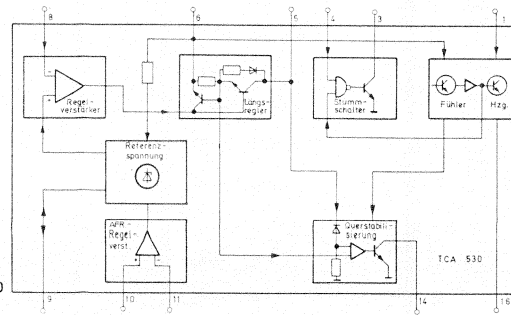 8
6
5
4
3
1
Regel-
verstärker
Längs-
regler
Stumm-
schalter
Fühler
Hzg.
Referenz-
spannung
AFR-
Regel-
verst.
Querstabili-
sierung
TCA 530
9
10
11
14
16